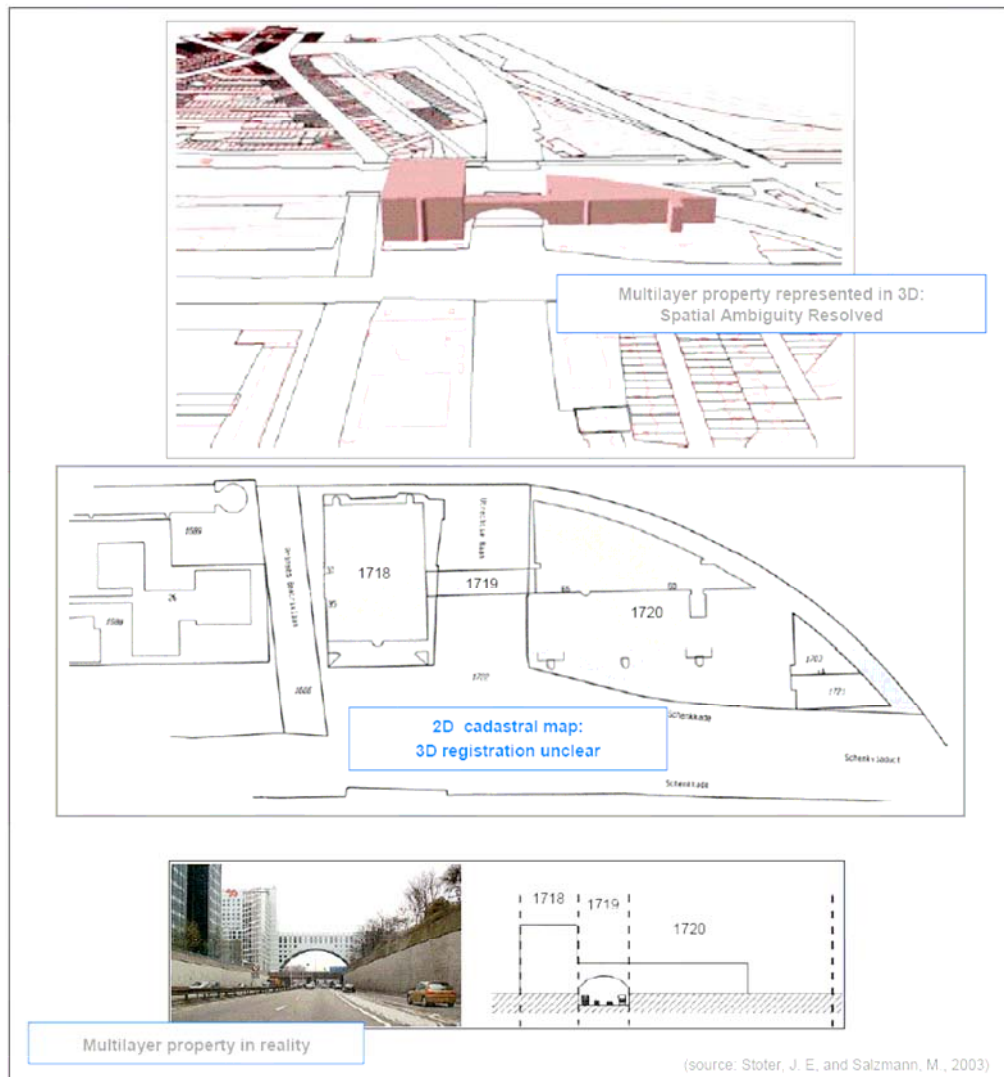 Multilayer property represented in 3D:
Spatial Ambiguity Resolved
1718
1719
1720
Schenkkade
Schenkkade
Schenkviaduct
2D cadastral map:
3D registration unclear
1718
1719
1720
Multilayer property in reality
(source: Stoter, J. E, and Salzmann, M., 2003)